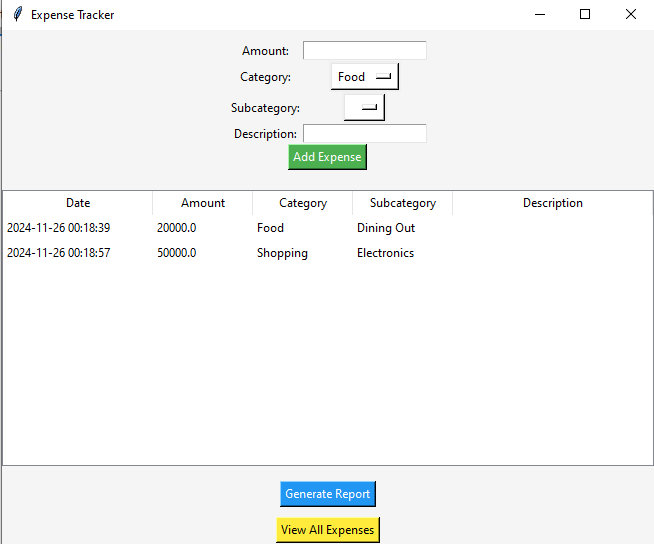 Expense Tracker
Amount:
Category: Food
Subcategory:
Description:
Add Expense
Date Amount Category Subcategory Description
2024-11-26 00:18:39 20000.0 Food Dining Out
2024-11-26 00:18:57 50000.0 Shopping Electronics
Generate Report
View All Expenses